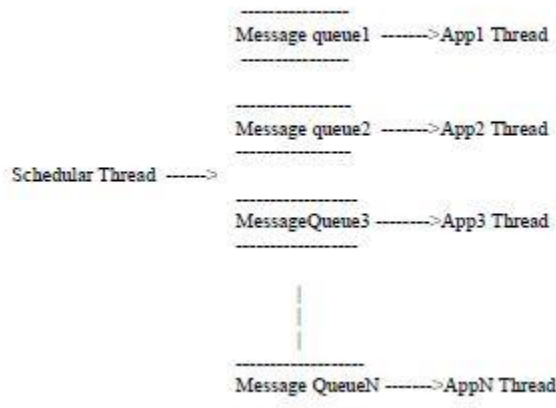 Message queue1 ------->App1 Thread
Message queue2 ------->App2 Thread
Schedular Thread ------>
MessageQueue3 -------->App3 Thread
Message QueueN ------->AppN Thread